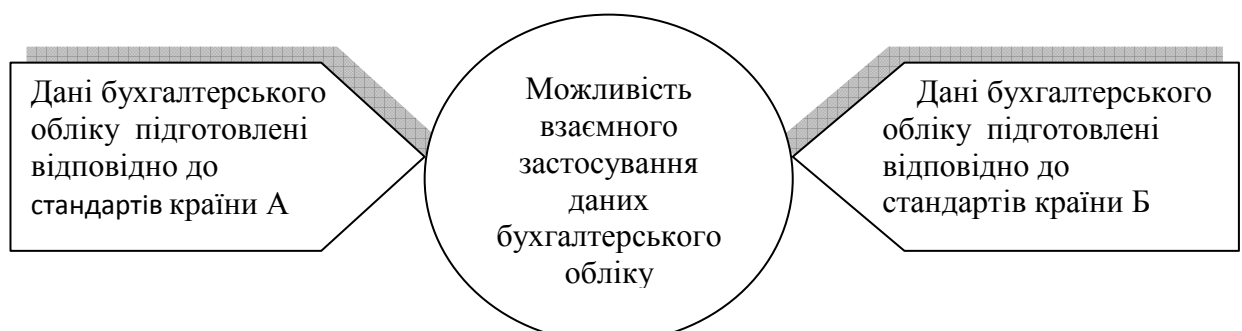 Дані бухгалтерського
обліку підготовлені
відповідно до
стандартів країни А
Можливість
взаємного
застосування
даних
бухгалтерського
обліку
Дані бухгалтерського
обліку підготовлені
відповідно до
стандартів країни Б